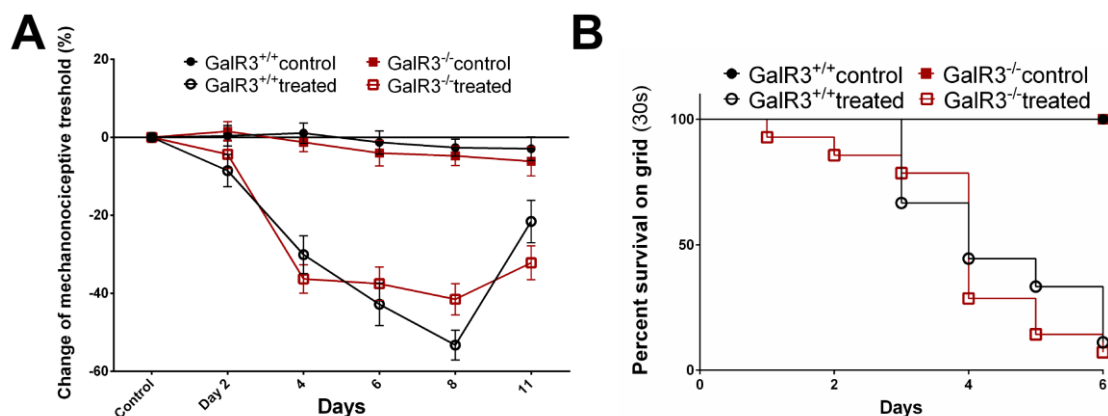 A
Change of mechanonociceptive treshold (%)
GalR3+/+control
GalR3-/-control
GalR3+/+treated
GalR3-/-treated
20
0
-20
-40
-60
Control
Day 2
4
6
8
11
Days
B
Percent survival on grid (30s)
GalR3+/+control
GalR3-/-control
GalR3+/+treated
GalR3-/-treated
100
50
0
0
2
4
6
Days